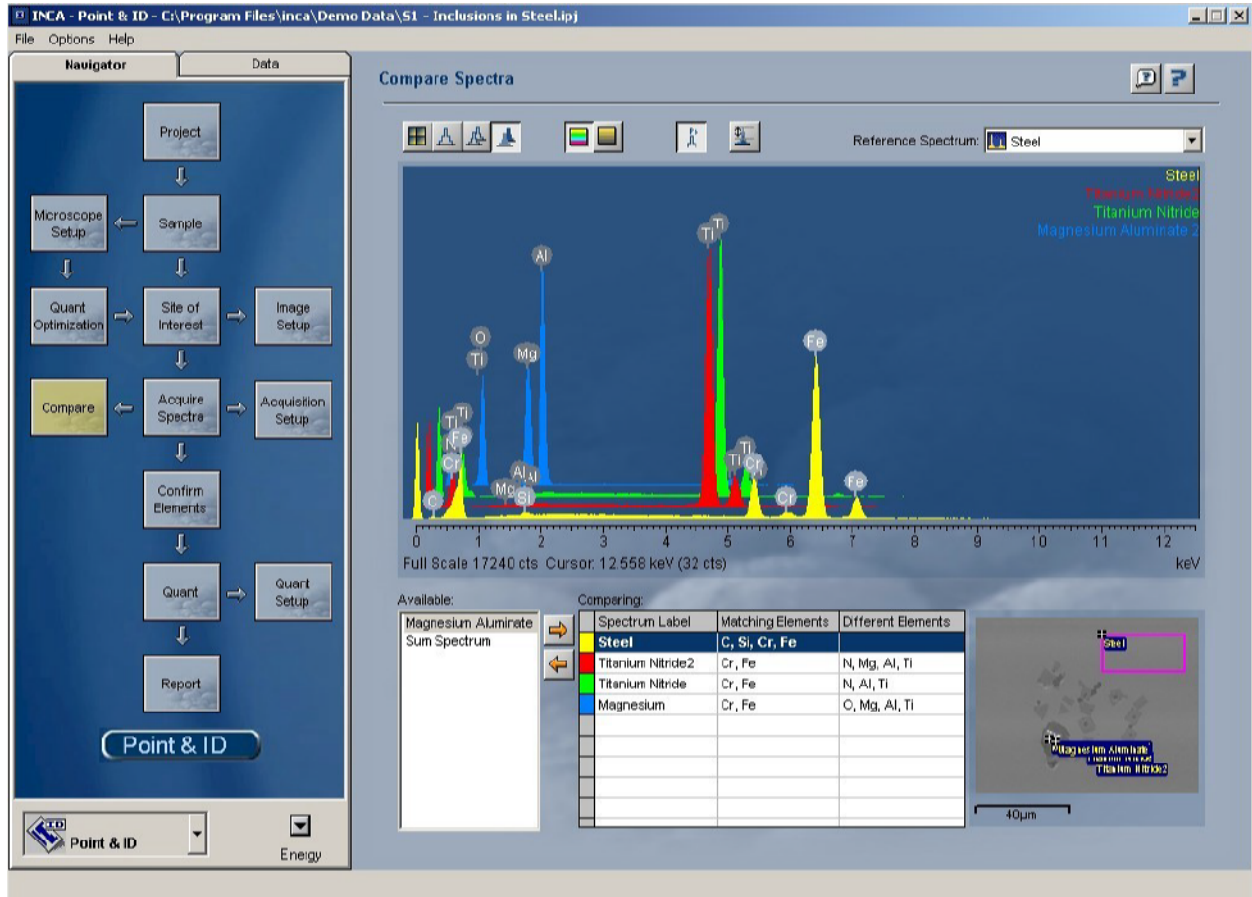 INCA - Point & ID - C:\Program Files\inca\Demo Data\S1 - Inclusions in Steel.ipj
File Options Help
Navigator Data
Project
Microscope Setup
Sample
Quant Optimization
Site of Interest
Image Setup
Compare
Acquire Spectra
Acquisition Setup
Confirm Elements
Quant
Quant Setup
Report
Point & ID
Point & ID
Energy
Compare Spectra
Reference Spectrum: Steel
Steel
Titanium Nitride2
Titanium Nitride
Magnesium Aluminate 2
Ti Ti
Al
O
Ti
Mg
Fe
Ti Ti
N Fe
Cr
C
Al Al
Mg Si
Ti
Ti Cr
Cr
Fe
0 1 2 3 4 5 6 7 8 9 10 11 12
Full Scale 17240 cts Cursor: 12.558 keV (32 cts) keV
Available:
Magnesium Aluminate
Sum Spectrum
Comparing:
Spectrum Label Matching Elements Different Elements
Steel C, Si, Cr, Fe
Titanium Nitride2 Cr, Fe N, Mg, Al, Ti
Titanium Nitride Cr, Fe N, Al, Ti
Magnesium Cr, Fe O, Mg, Al, Ti
Steel
Magnesium Aluminate
Titanium Nitride2
40µm